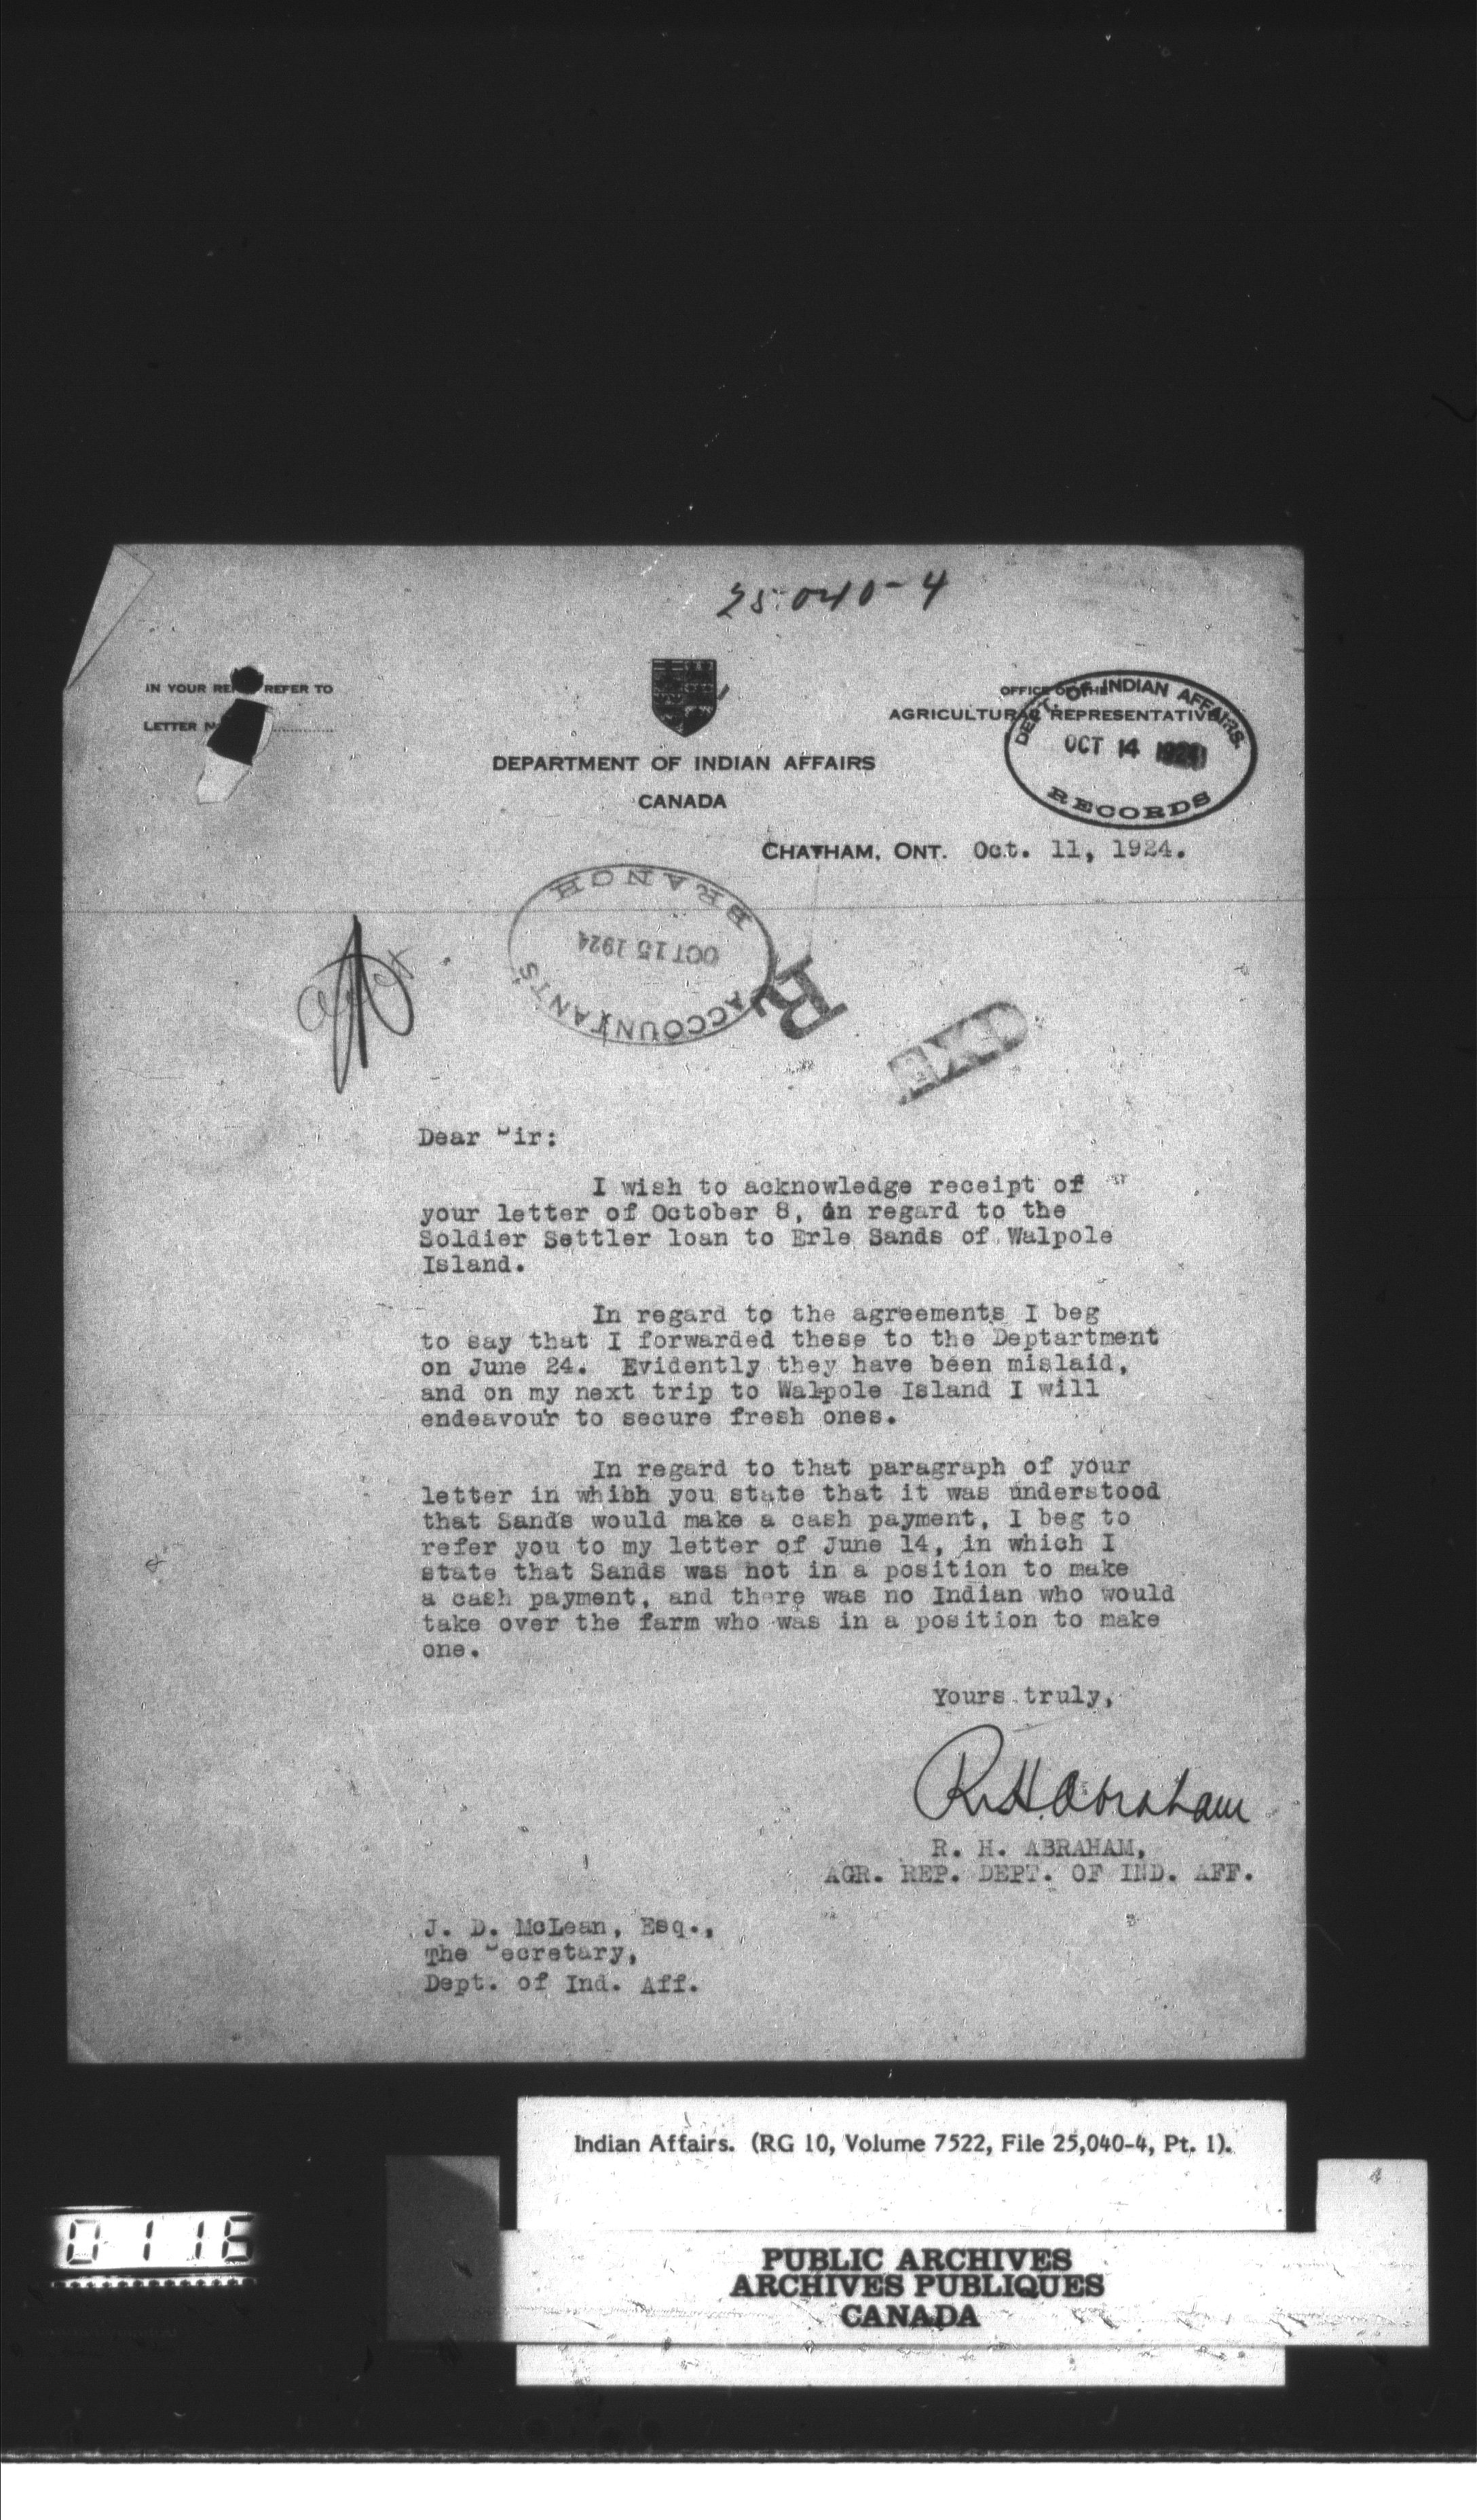 25.040-4
IN YOUR REFER TO
LETTER
OFFICE OF THE
AGRICULTURAL REPRESENTATIVE
DEPT. OF INDIAN AFFAIRS.
OCT 14 1924
RECORDS
DEPARTMENT OF INDIAN AFFAIRS
CANADA
CHATHAM, ONT. Oct. 11, 1924.
ACCOUNTANT'S
OCT 15 1924
BRANCH
R
Dear Sir:
I wish to acknowledge receipt of
your letter of October 8, in regard to the
Soldier Settler loan to Erle Sands of Walpole
Island.
In regard to the agreements I beg
to say that I forwarded these to the Deptartment
on June 24. Evidently they have been mislaid,
and on my next trip to Walpole Island I will
endeavour to secure fresh ones.
In regard to that paragraph of your
letter in whibh you state that it was understood
that Sands would make a cash payment, I beg to
refer you to my letter of June 14, in which I
state that Sands was not in a position to make
a cash payment, and there was no Indian who would
take over the farm who was in a position to make
one.
Yours truly,
R. H. Abraham
R. H. ABRAHAM,
AGR. REP. DEPT. OF IND. AFF.
J. D. McLean, Esq.,
The Secretary,
Dept. of Ind. Aff.
Indian Affairs. (RG 10, Volume 7522, File 25,040-4, Pt. 1).
0116
PUBLIC ARCHIVES
ARCHIVES PUBLIQUES
CANADA